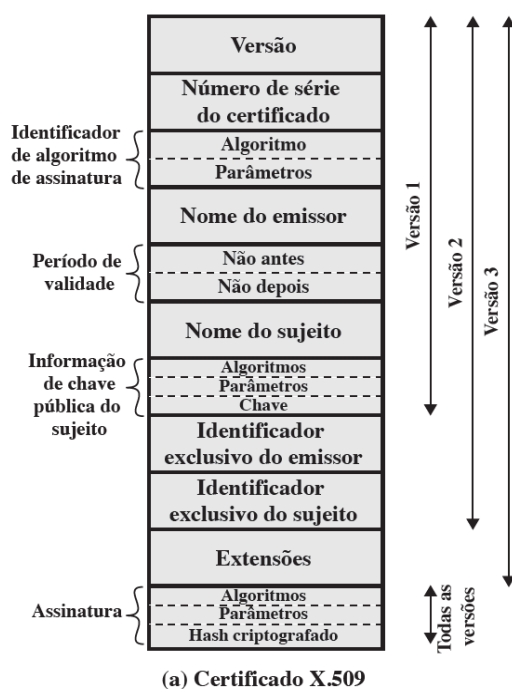 Versão
Número de série
do certificado
Identificador
de algoritmo
de assinatura
Algoritmo
Parâmetros
Nome do emissor
Período de
validade
Não antes
Não depois
Nome do sujeito
Informação
de chave
pública do
sujeito
Algoritmos
Parâmetros
Chave
Identificador
exclusivo do emissor
Identificador
exclusivo do sujeito
Extensões
Assinatura
Algoritmos
Parâmetros
Hash criptografado
Versão 1
Versão 2
Versão 3
Todas as
versões
(a) Certificado X.509